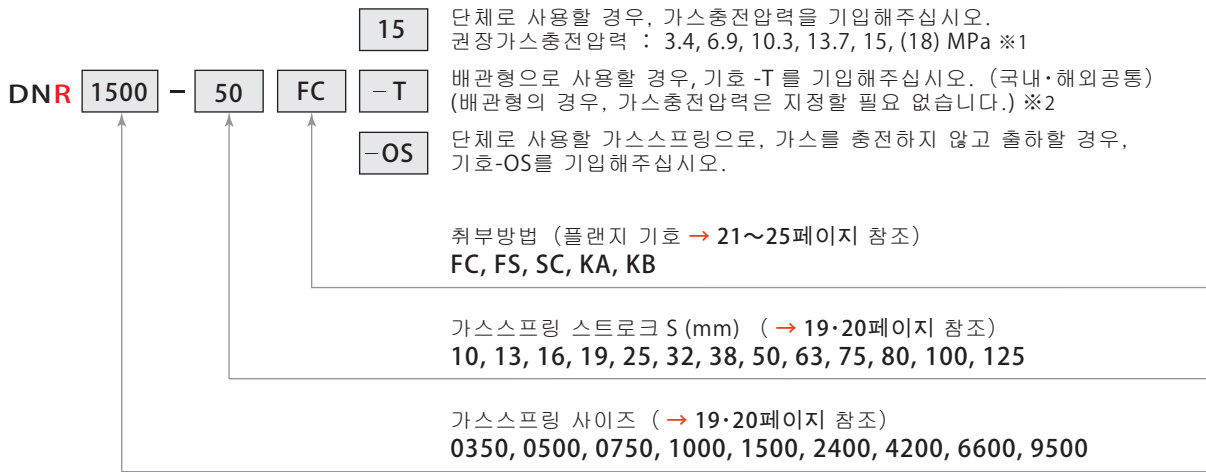 15
단체로 사용할 경우, 가스충전압력을 기입해주십시오.
권장가스충전압력 : 3.4, 6.9, 10.3, 13.7, 15, (18) MPa ※1
DNR 1500 – 50 FC – T
배관형으로 사용할 경우, 기호 -T 를 기입해주십시오. (국내·해외공통)
(배관형의 경우, 가스충전압력은 지정할 필요 없습니다.) ※2
–OS
단체로 사용할 가스스프링으로, 가스를 충전하지 않고 출하할 경우,
기호-OS를 기입해주십시오.
취부방법 (플랜지 기호 → 21~25페이지 참조)
FC, FS, SC, KA, KB
가스스프링 스트로크 S (mm) ( → 19·20페이지 참조)
10, 13, 16, 19, 25, 32, 38, 50, 63, 75, 80, 100, 125
가스스프링 사이즈 ( → 19·20페이지 참조)
0350, 0500, 0750, 1000, 1500, 2400, 4200, 6600, 9500